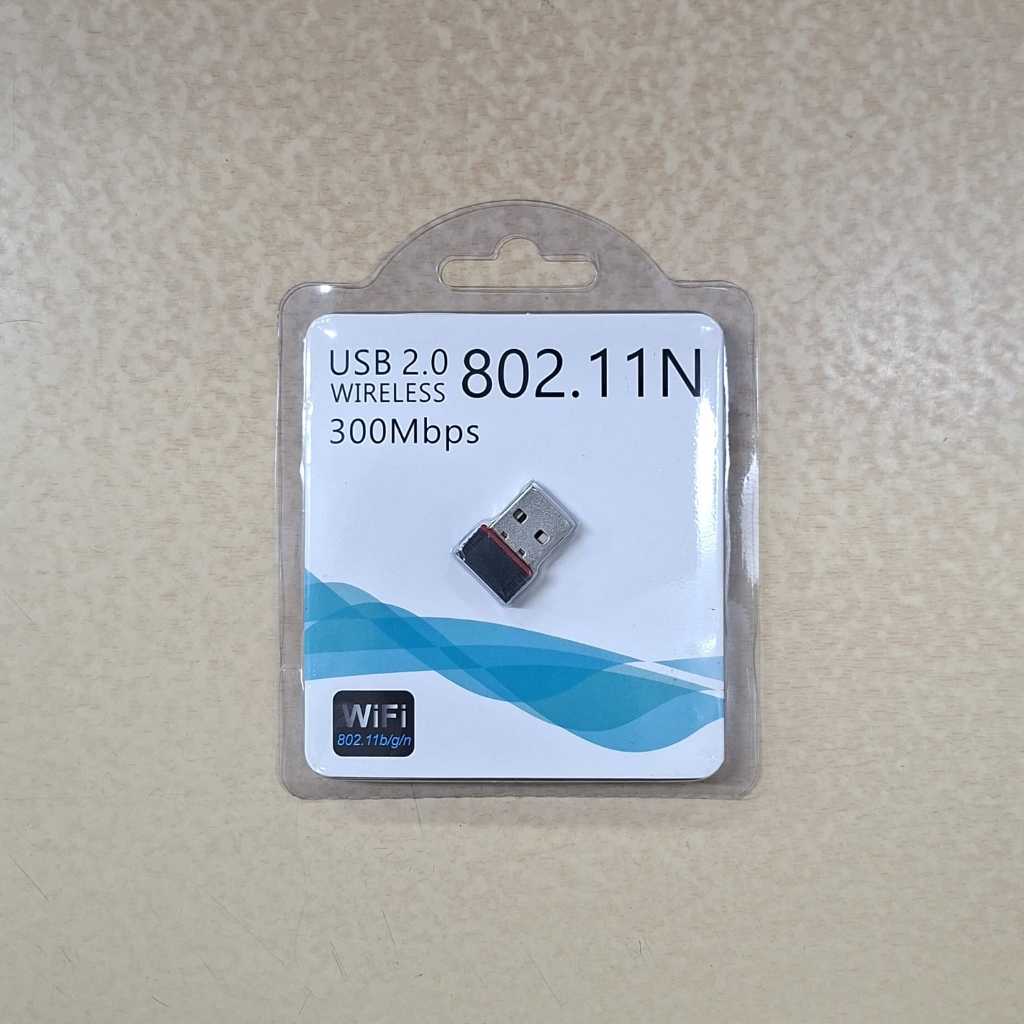 USB 2.0
WIRELESS
802.11N
300Mbps
WiFi
802.11b/g/n